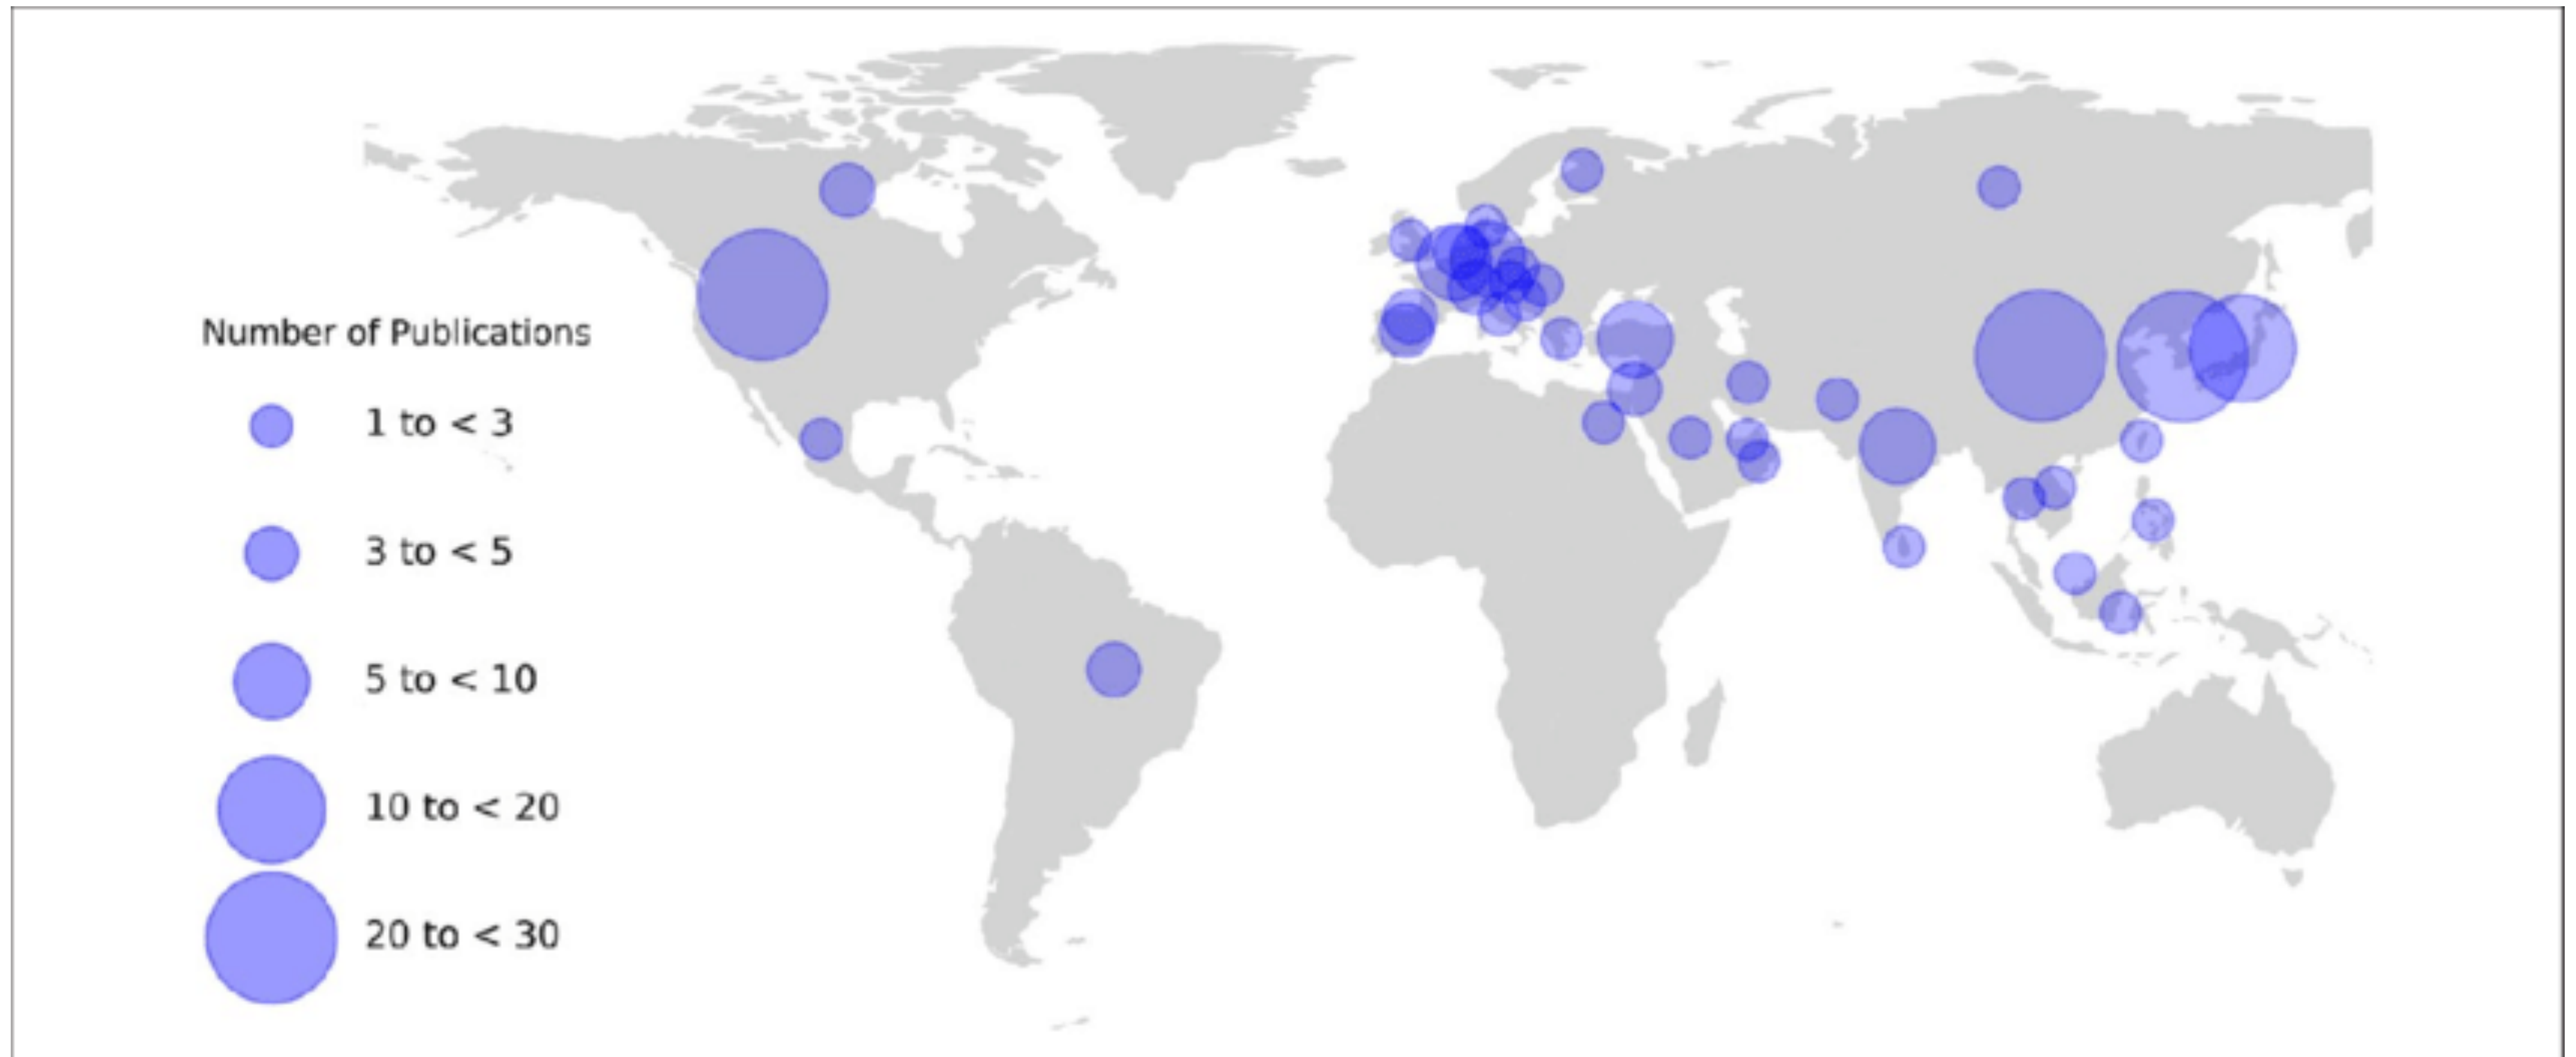 Number of Publications
1 to < 3
3 to < 5
5 to < 10
10 to < 20
20 to < 30